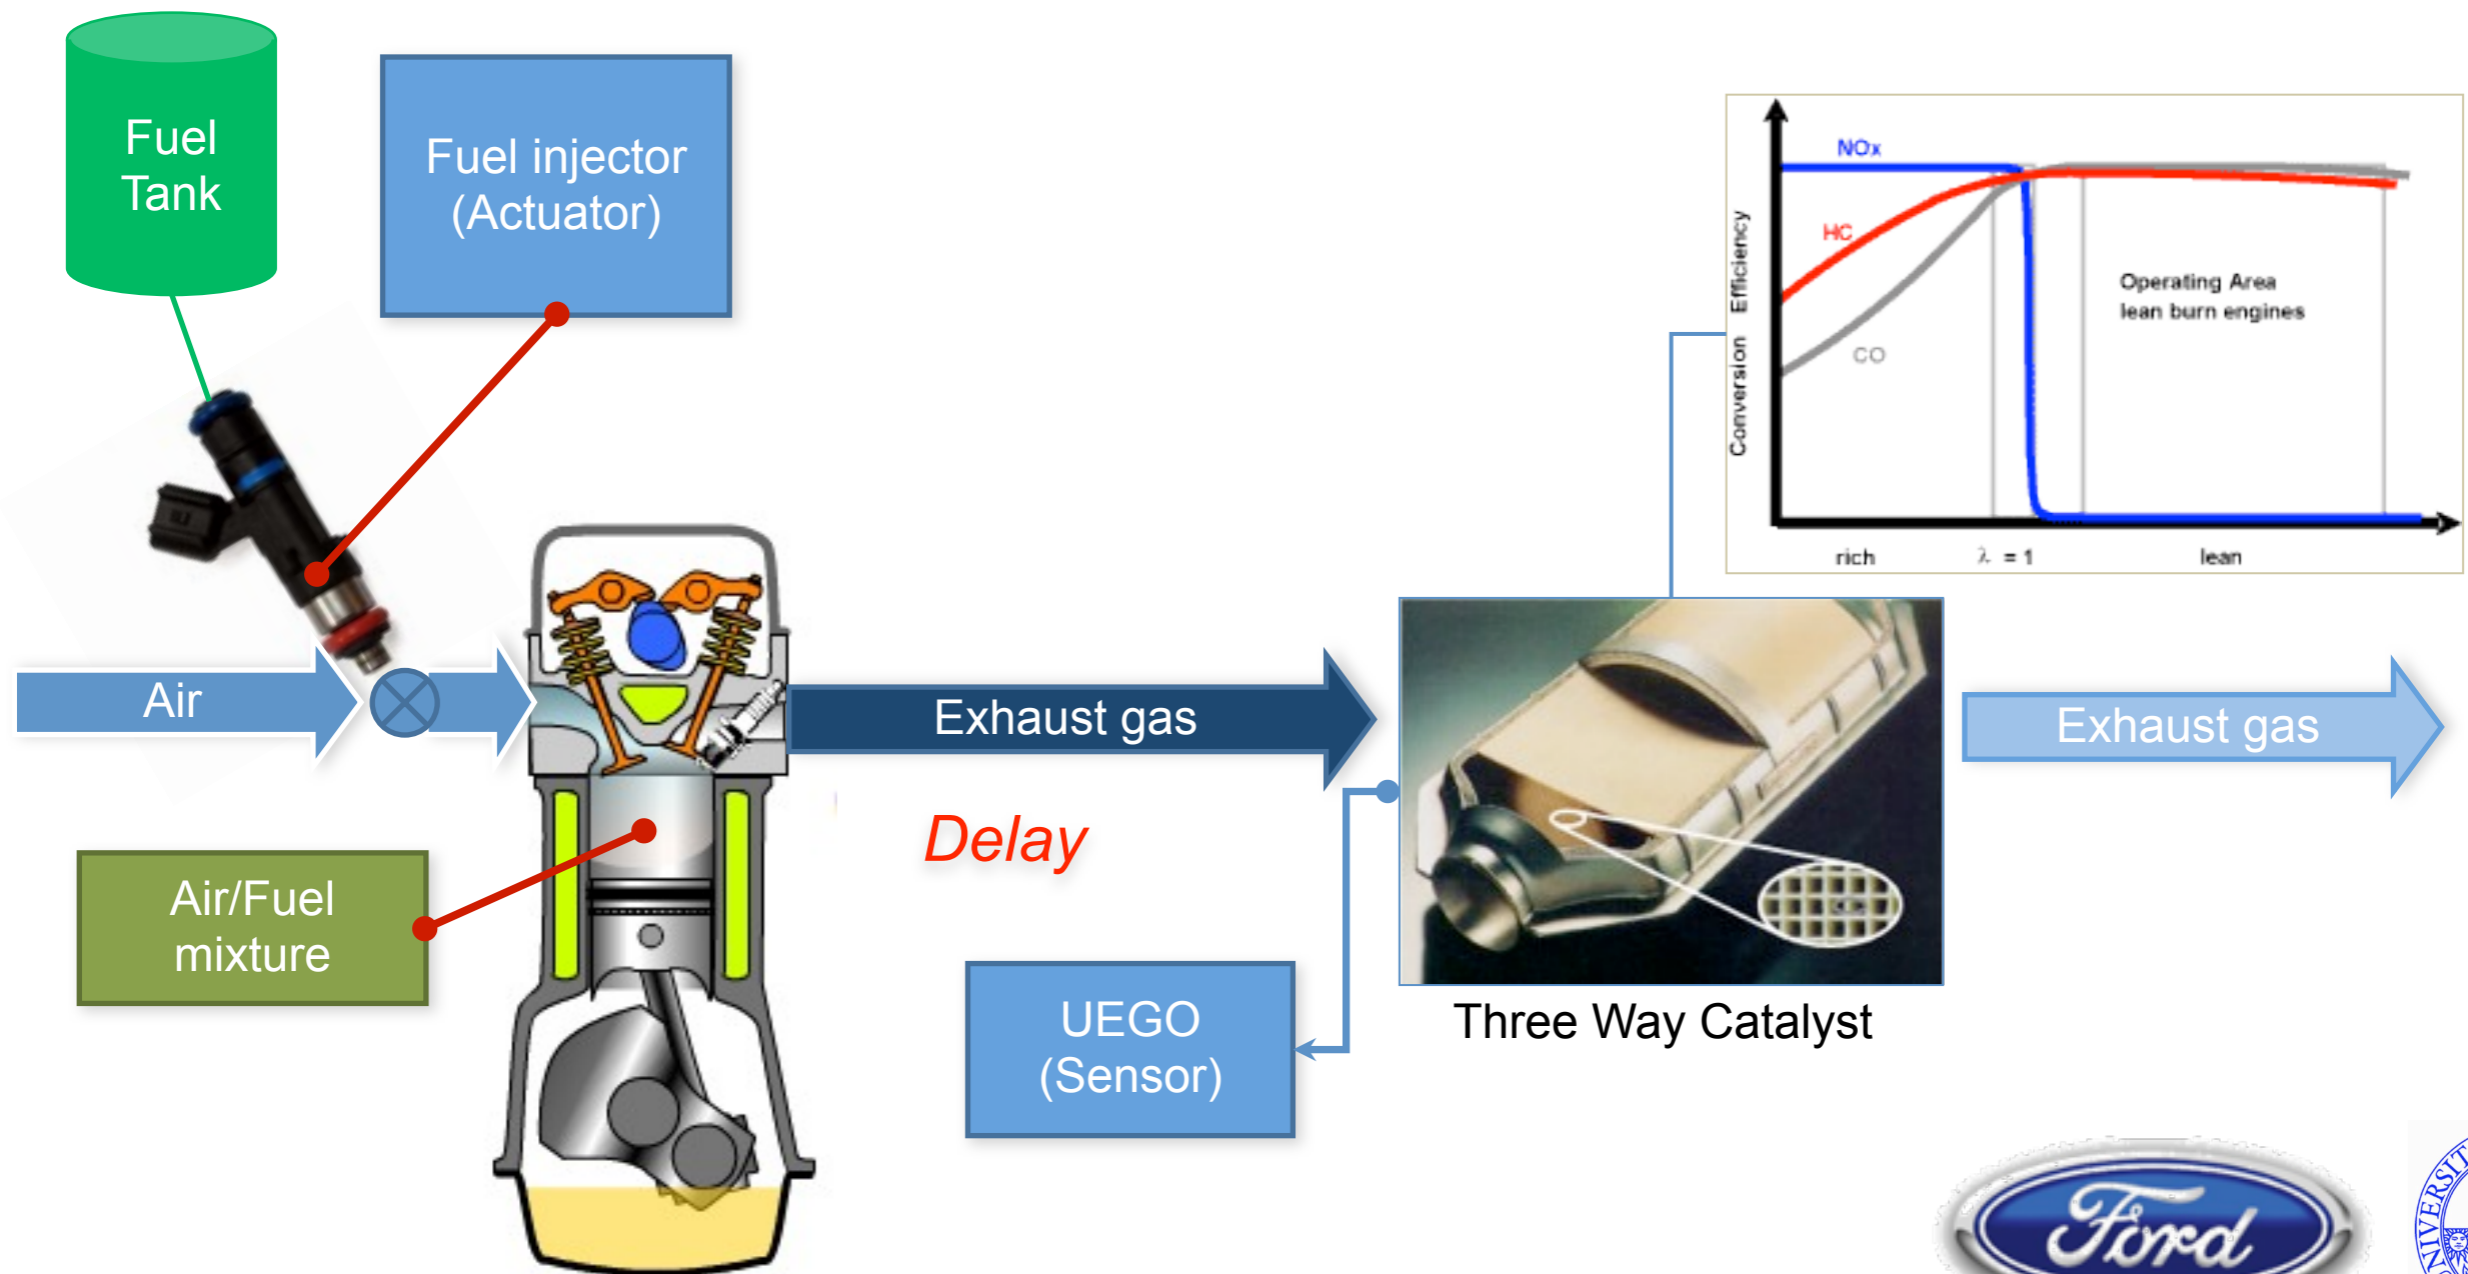 Fuel
Tank
Fuel injector
(Actuator)
NOx
HC
CO
Conversion Efficiency
Operating Area
lean burn engines
rich
λ = 1
lean
Air
Exhaust gas
Exhaust gas
Delay
Air/Fuel
mixture
UEGO
(Sensor)
Three Way Catalyst
Ford